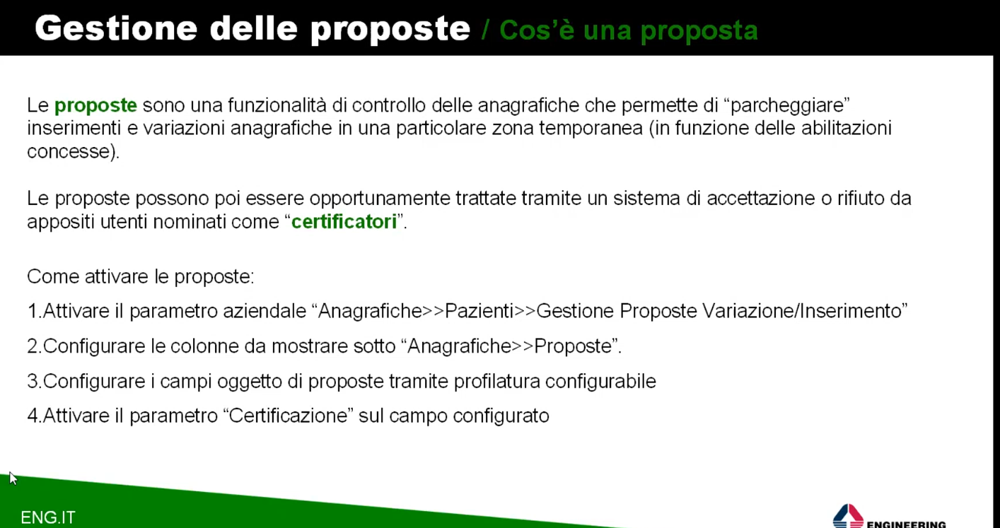 Gestione delle proposte / Cos’è una proposta
Le proposte sono una funzionalità di controllo delle anagrafiche che permette di “parcheggiare”
inserimenti e variazioni anagrafiche in una particolare zona temporanea (in funzione delle abilitazioni
concesse).
Le proposte possono poi essere opportunamente trattate tramite un sistema di accettazione o rifiuto da
appositi utenti nominati come “certificatori”.
Come attivare le proposte:
1.Attivare il parametro aziendale “Anagrafiche>>Pazienti>>Gestione Proposte Variazione/Inserimento”
2.Configurare le colonne da mostrare sotto “Anagrafiche>>Proposte”.
3.Configurare i campi oggetto di proposte tramite profilatura configurabile
4.Attivare il parametro “Certificazione” sul campo configurato
ENG.IT
ENGINEERING